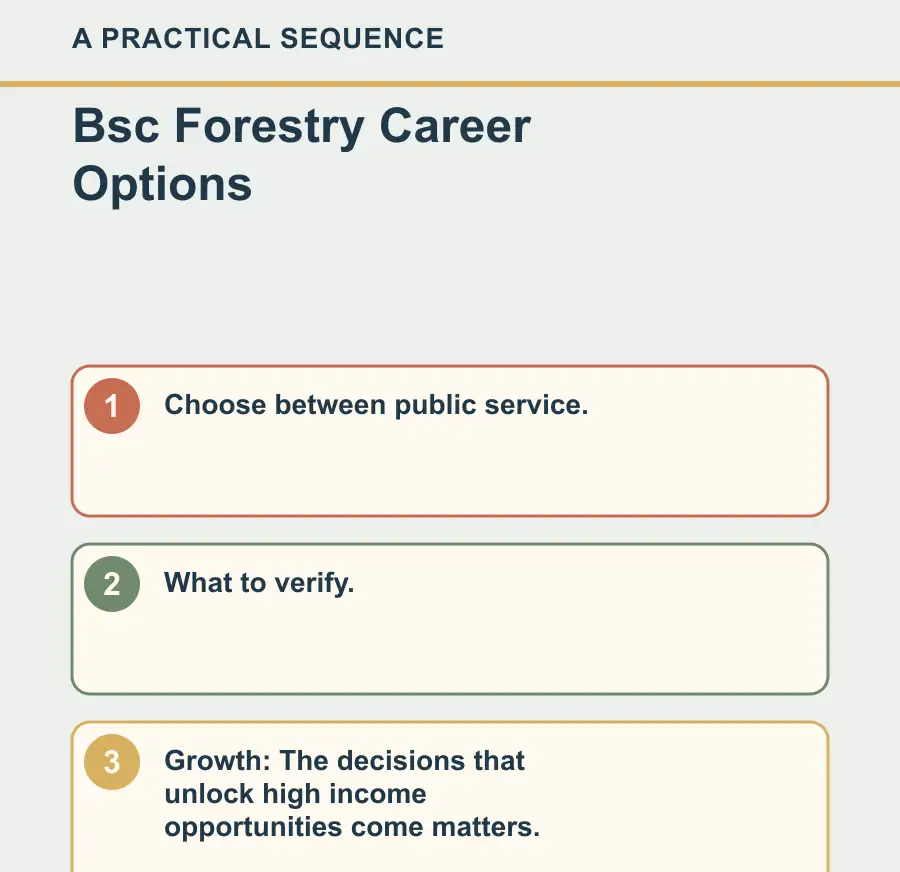 A PRACTICAL SEQUENCE
Bsc Forestry Career
Options
1
Choose between public service.
2
What to verify.
3
Growth: The decisions that
unlock high income
opportunities come matters.